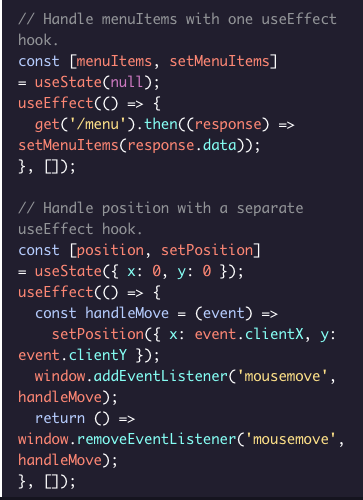 // Handle menuItems with one useEffect
hook.
const [menuItems, setMenuItems]
= useState(null);
useEffect(() => {
  get('/menu').then((response) =>
setMenuItems(response.data));
}, []);

// Handle position with a separate
useEffect hook.
const [position, setPosition]
= useState({ x: 0, y: 0 });
useEffect(() => {
  const handleMove = (event) =>
    setPosition({ x: event.clientX, y:
event.clientY });
  window.addEventListener('mousemove',
handleMove);
  return () =>
window.removeEventListener('mousemove',
handleMove);
}, []);